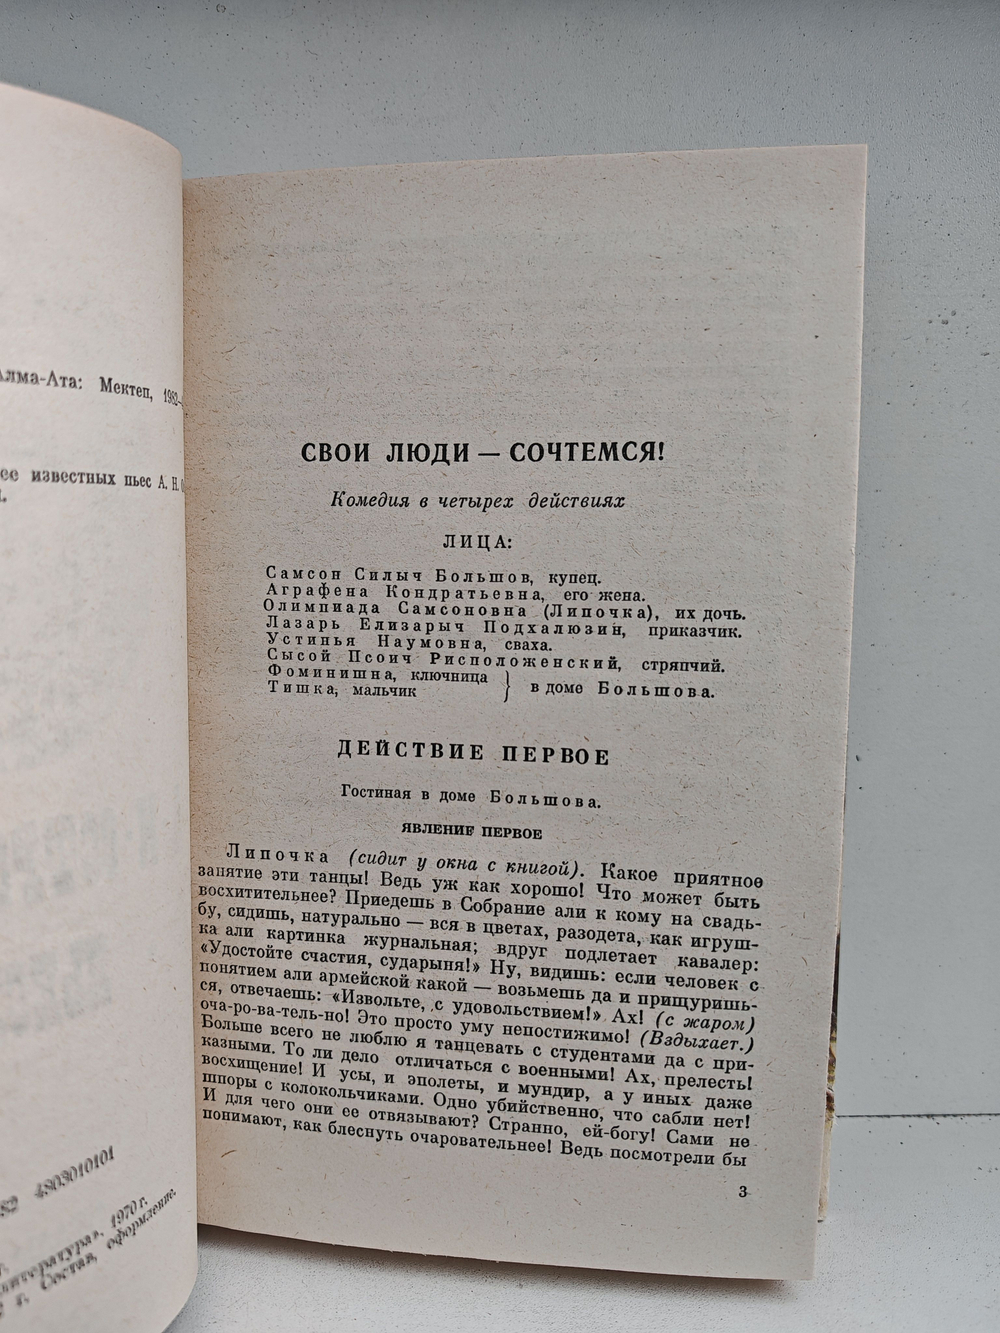 Алма-Ата: Мектеп, 1982
ее известных пьес А. Н.
4803010101
литература», 1970 г.
г. Состав, оформление.
СВОИ ЛЮДИ — СОЧТЕМСЯ!
Комедия в четырех действиях
ЛИЦА:
Самсон Силыч Большов, купец.
Аграфена Кондратьевна, его жена.
Олимпиада Самсоновна (Липочка), их дочь.
Лазарь Елизарыч Подхалюзин, приказчик.
Устинья Наумовна, сваха.
Сысой Псоич Рисположенский, стряпчий.
Фоминишна, ключница
Тишка, мальчик } в доме Большова.
ДЕЙСТВИЕ ПЕРВОЕ
Гостиная в доме Большова.
ЯВЛЕНИЕ ПЕРВОЕ
Липочка (сидит у окна с книгой). Какое приятное
занятие эти танцы! Ведь уж как хорошо! Что может быть
восхитительнее? Приедешь в Собрание али к кому на свадь-
бу, сидишь, натурально — вся в цветах, разодета, как игруш-
ка али картинка журнальная; вдруг подлетает кавалер:
«Удостойте счастия, сударыня!» Ну, видишь: если человек с
понятием али армейской какой — возьмешь да и прищуришь-
ся, отвечаешь: «Извольте, с удовольствием!» Ах! (с жаром)
оча-ро-ва-тель-но! Это просто уму непостижимо! (Вздыхает.)
Больше всего не люблю я танцевать с студентами да с при-
казными. То ли дело отличаться с военными! Ах, прелесть!
восхищение! И усы, и эполеты, и мундир, а у иных даже
шпоры с колокольчиками. Одно убийственно, что сабли нет!
И для чего они ее отвязывают? Странно, ей-богу! Сами не
понимают, как блеснуть очаровательнее! Ведь посмотрели бы
3